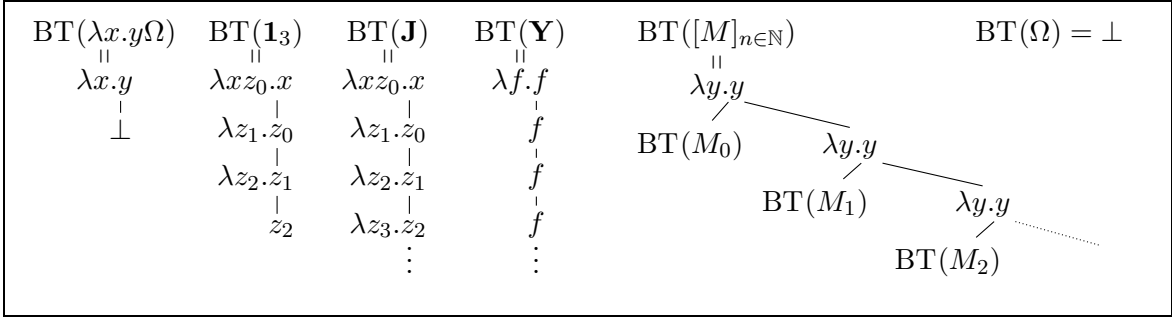 BT(λx.yΩ) BT(𝟏₃) BT(𝐉) BT(𝐘) BT([M]ₙ∈ℕ) BT(Ω) = ⊥
= = = = =
λx.y λxz₀.x λxz₀.x λf.f λy.y
⊥ λz₁.z₀ λz₁.z₀ f BT(M₀) λy.y
λz₂.z₁ λz₂.z₁ f BT(M₁) λy.y
z₂ λz₃.z₂ f BT(M₂)
⋮ ⋮